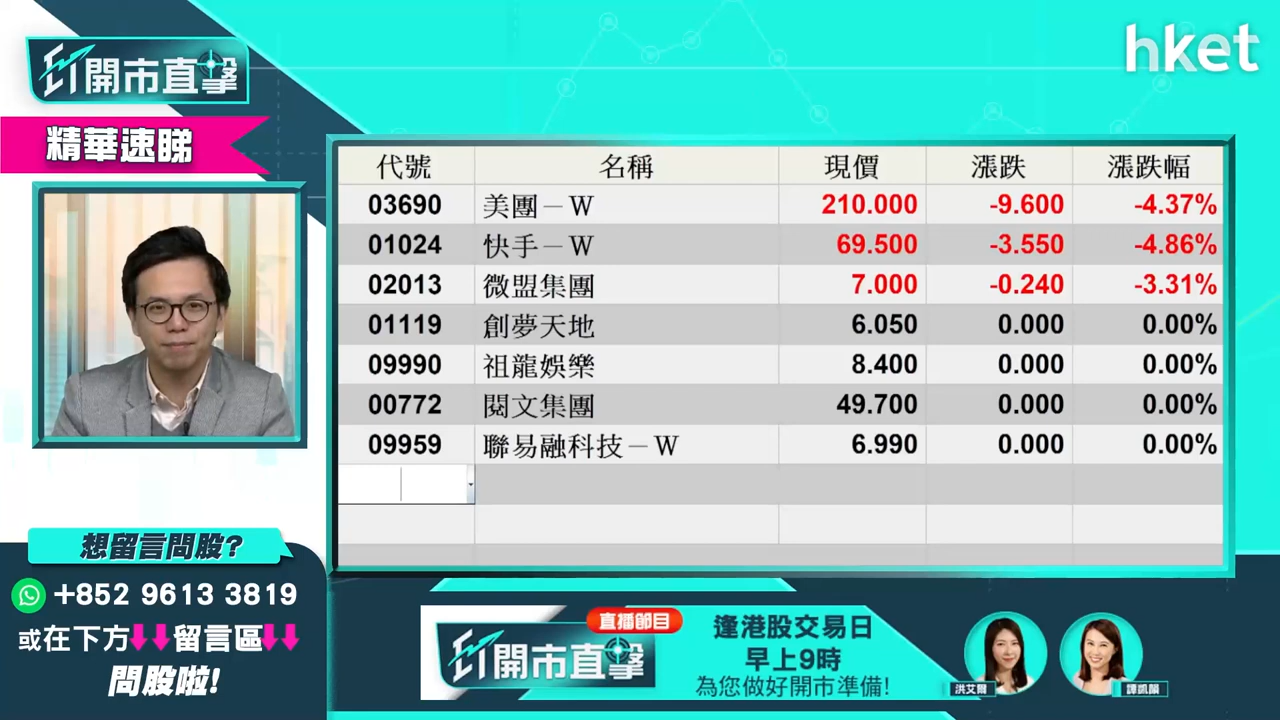 hket
ET開市直擊
精華速睇
代號 名稱 現價 漲跌 漲跌幅
03690 美團－W 210.000 -9.600 -4.37%
01024 快手－W 69.500 -3.550 -4.86%
02013 微盟集團 7.000 -0.240 -3.31%
01119 創夢天地 6.050 0.000 0.00%
09990 祖龍娛樂 8.400 0.000 0.00%
00772 閱文集團 49.700 0.000 0.00%
09959 聯易融科技－W 6.990 0.000 0.00%
想留言問股?
+852 9613 3819
或在下方留言區
問股啦!
直播節目
ET開市直擊
逢港股交易日
早上9時
為您做好開市準備!
洪艾爾
譚凱儀